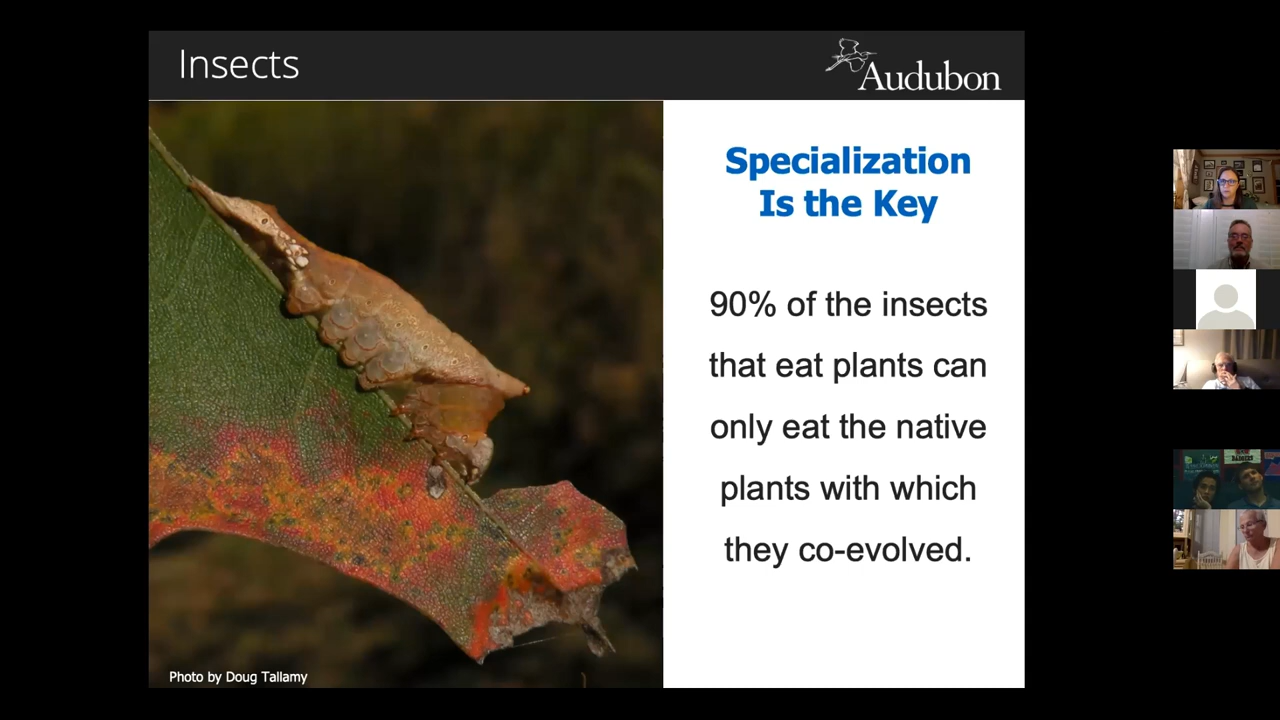 Insects
Audubon
Specialization
Is the Key
90% of the insects
that eat plants can
only eat the native
plants with which
they co-evolved.
Photo by Doug Tallamy